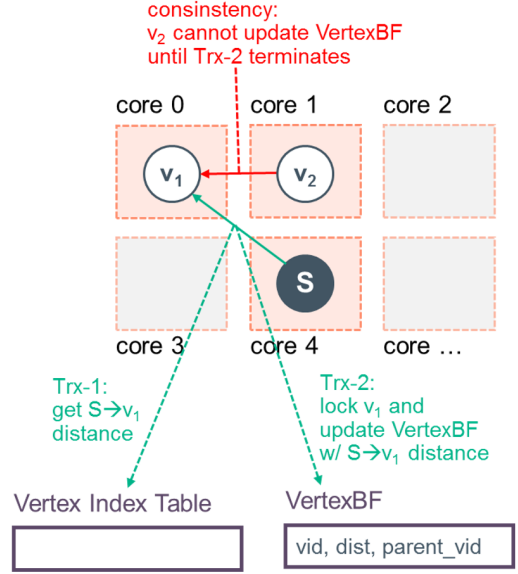 consinstency:
v₂ cannot update VertexBF
until Trx-2 terminates
core 0
core 1
core 2
v₁
v₂
S
core 3
core 4
core …
Trx-1:
get S→v₁
distance
Trx-2:
lock v₁ and
update VertexBF
w/ S→v₁ distance
Vertex Index Table
VertexBF
vid, dist, parent_vid